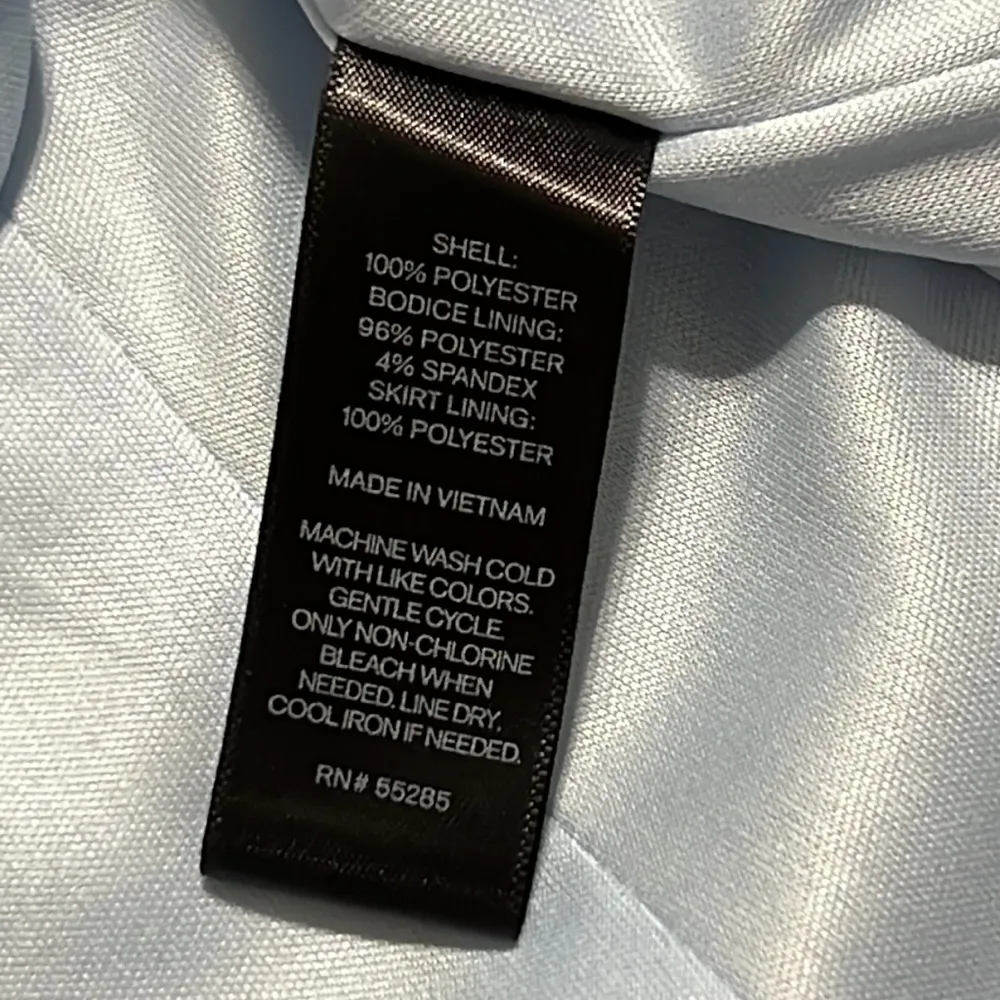 SHELL:
100% POLYESTER
BODICE LINING:
96% POLYESTER
4% SPANDEX
SKIRT LINING:
100% POLYESTER
MADE IN VIETNAM
MACHINE WASH COLD
WITH LIKE COLORS.
GENTLE CYCLE.
ONLY NON-CHLORINE
BLEACH WHEN
NEEDED. LINE DRY.
COOL IRON IF NEEDED.
RN# 55285